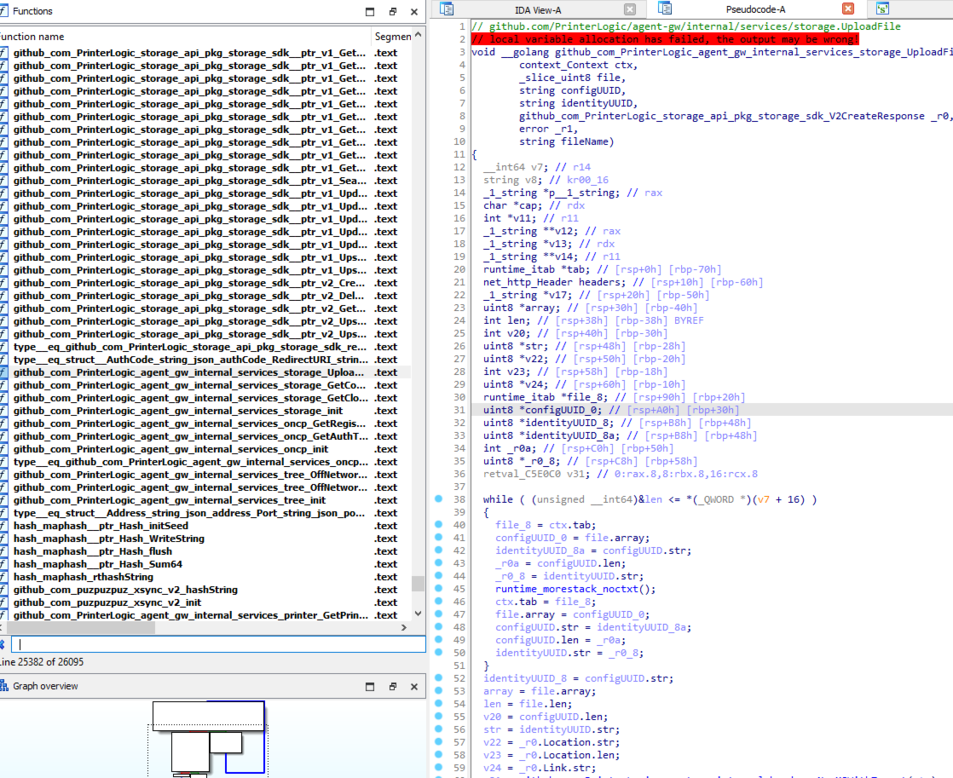 Functions
IDA View-A
Pseudocode-A
Function name
Segmen
github_com_PrinterLogic_storage_api_pkg_storage_sdk__ptr_v1_Get... .text
github_com_PrinterLogic_storage_api_pkg_storage_sdk__ptr_v1_Get... .text
github_com_PrinterLogic_storage_api_pkg_storage_sdk__ptr_v1_Get... .text
github_com_PrinterLogic_storage_api_pkg_storage_sdk__ptr_v1_Get... .text
github_com_PrinterLogic_storage_api_pkg_storage_sdk__ptr_v1_Get... .text
github_com_PrinterLogic_storage_api_pkg_storage_sdk__ptr_v1_Get... .text
github_com_PrinterLogic_storage_api_pkg_storage_sdk__ptr_v1_Get... .text
github_com_PrinterLogic_storage_api_pkg_storage_sdk__ptr_v1_Get... .text
github_com_PrinterLogic_storage_api_pkg_storage_sdk__ptr_v1_Get... .text
github_com_PrinterLogic_storage_api_pkg_storage_sdk__ptr_v1_Get... .text
github_com_PrinterLogic_storage_api_pkg_storage_sdk__ptr_v1_Sea... .text
github_com_PrinterLogic_storage_api_pkg_storage_sdk__ptr_v1_Upd... .text
github_com_PrinterLogic_storage_api_pkg_storage_sdk__ptr_v1_Upd... .text
github_com_PrinterLogic_storage_api_pkg_storage_sdk__ptr_v1_Upd... .text
github_com_PrinterLogic_storage_api_pkg_storage_sdk__ptr_v1_Upd... .text
github_com_PrinterLogic_storage_api_pkg_storage_sdk__ptr_v1_Upd... .text
github_com_PrinterLogic_storage_api_pkg_storage_sdk__ptr_v1_Ups... .text
github_com_PrinterLogic_storage_api_pkg_storage_sdk__ptr_v1_Ups... .text
github_com_PrinterLogic_storage_api_pkg_storage_sdk__ptr_v2_Cre... .text
github_com_PrinterLogic_storage_api_pkg_storage_sdk__ptr_v2_Del... .text
github_com_PrinterLogic_storage_api_pkg_storage_sdk__ptr_v2_Get... .text
github_com_PrinterLogic_storage_api_pkg_storage_sdk__ptr_v2_Ups... .text
github_com_PrinterLogic_storage_api_pkg_storage_sdk__ptr_v2_Ups... .text
type__eq_github_com_PrinterLogic_storage_api_pkg_storage_sdk_re... .text
type__eq_struct__AuthCode_string_json_authCode_RedirectURI_strin... .text
github_com_PrinterLogic_agent_gw_internal_services_storage_Uploa... .text
github_com_PrinterLogic_agent_gw_internal_services_storage_GetCo... .text
github_com_PrinterLogic_agent_gw_internal_services_storage_GetClo... .text
github_com_PrinterLogic_agent_gw_internal_services_storage_init .text
github_com_PrinterLogic_agent_gw_internal_services_oncp_GetRegis... .text
github_com_PrinterLogic_agent_gw_internal_services_oncp_GetAuthT... .text
github_com_PrinterLogic_agent_gw_internal_services_oncp_init .text
type__eq_github_com_PrinterLogic_agent_gw_internal_services_oncp... .text
github_com_PrinterLogic_agent_gw_internal_services_tree_OffNetwor... .text
github_com_PrinterLogic_agent_gw_internal_services_tree_OffNetwor... .text
github_com_PrinterLogic_agent_gw_internal_services_tree_init .text
type__eq_struct__Address_string_json_address_Port_string_json_po... .text
hash_maphash__ptr_Hash_initSeed .text
hash_maphash__ptr_Hash_WriteString .text
hash_maphash__ptr_Hash_flush .text
hash_maphash__ptr_Hash_Sum64 .text
hash_maphash_rthashString .text
github_com_puzpuzpuz_xsync_v2_hashString .text
github_com_puzpuzpuz_xsync_v2_init .text
github_com_PrinterLogic_agent_gw_internal_services_printer_GetPrin... .text
Line 25382 of 26095
Graph overview
1 // github.com/PrinterLogic/agent-gw/internal/services/storage.UploadFile
2 // local variable allocation has failed, the output may be wrong!
3 void __golang github_com_PrinterLogic_agent_gw_internal_services_storage_UploadFi
4 context_Context ctx,
5 _slice_uint8 file,
6 string configUUID,
7 string identityUUID,
8 github_com_PrinterLogic_storage_api_pkg_storage_sdk_V2CreateResponse _r0,
9 error _r1,
10 string fileName)
11 {
12 __int64 v7; // r14
13 string v8; // kr00_16
14 _1_string *p__1_string; // rax
15 char *cap; // rdx
16 int *v11; // r11
17 _1_string **v12; // rax
18 _1_string *v13; // rdx
19 _1_string **v14; // r11
20 runtime_itab *tab; // [rsp+0h] [rbp-70h]
21 net_http_Header headers; // [rsp+10h] [rbp-60h]
22 _1_string *v17; // [rsp+20h] [rbp-50h]
23 uint8 *array; // [rsp+30h] [rbp-40h]
24 int len; // [rsp+38h] [rbp-38h] BYREF
25 int v20; // [rsp+40h] [rbp-30h]
26 uint8 *str; // [rsp+48h] [rbp-28h]
27 uint8 *v22; // [rsp+50h] [rbp-20h]
28 int v23; // [rsp+58h] [rbp-18h]
29 uint8 *v24; // [rsp+60h] [rbp-10h]
30 runtime_itab *file_8; // [rsp+90h] [rbp+20h]
31 uint8 *configUUID_0; // [rsp+A0h] [rbp+30h]
32 uint8 *identityUUID_8; // [rsp+B8h] [rbp+48h]
33 uint8 *identityUUID_8a; // [rsp+B8h] [rbp+48h]
34 int _r0a; // [rsp+C0h] [rbp+50h]
35 uint8 *_r0_8; // [rsp+C8h] [rbp+58h]
36 retval_C5E0C0 v31; // 0:rax.8,8:rbx.8,16:rcx.8
37
38 while ( (unsigned __int64)&len <= *(_QWORD *)(v7 + 16) )
39 {
40 file_8 = ctx.tab;
41 configUUID_0 = file.array;
42 identityUUID_8a = configUUID.str;
43 _r0a = configUUID.len;
44 _r0_8 = identityUUID.str;
45 runtime_morestack_noctxt();
46 ctx.tab = file_8;
47 file.array = configUUID_0;
48 configUUID.str = identityUUID_8a;
49 configUUID.len = _r0a;
50 identityUUID.str = _r0_8;
51 }
52 identityUUID_8 = configUUID.str;
53 array = file.array;
54 len = file.len;
55 v20 = configUUID.len;
56 str = identityUUID.str;
57 v22 = _r0.Location.str;
58 v23 = _r0.Location.len;
59 v24 = _r0.Link.str;